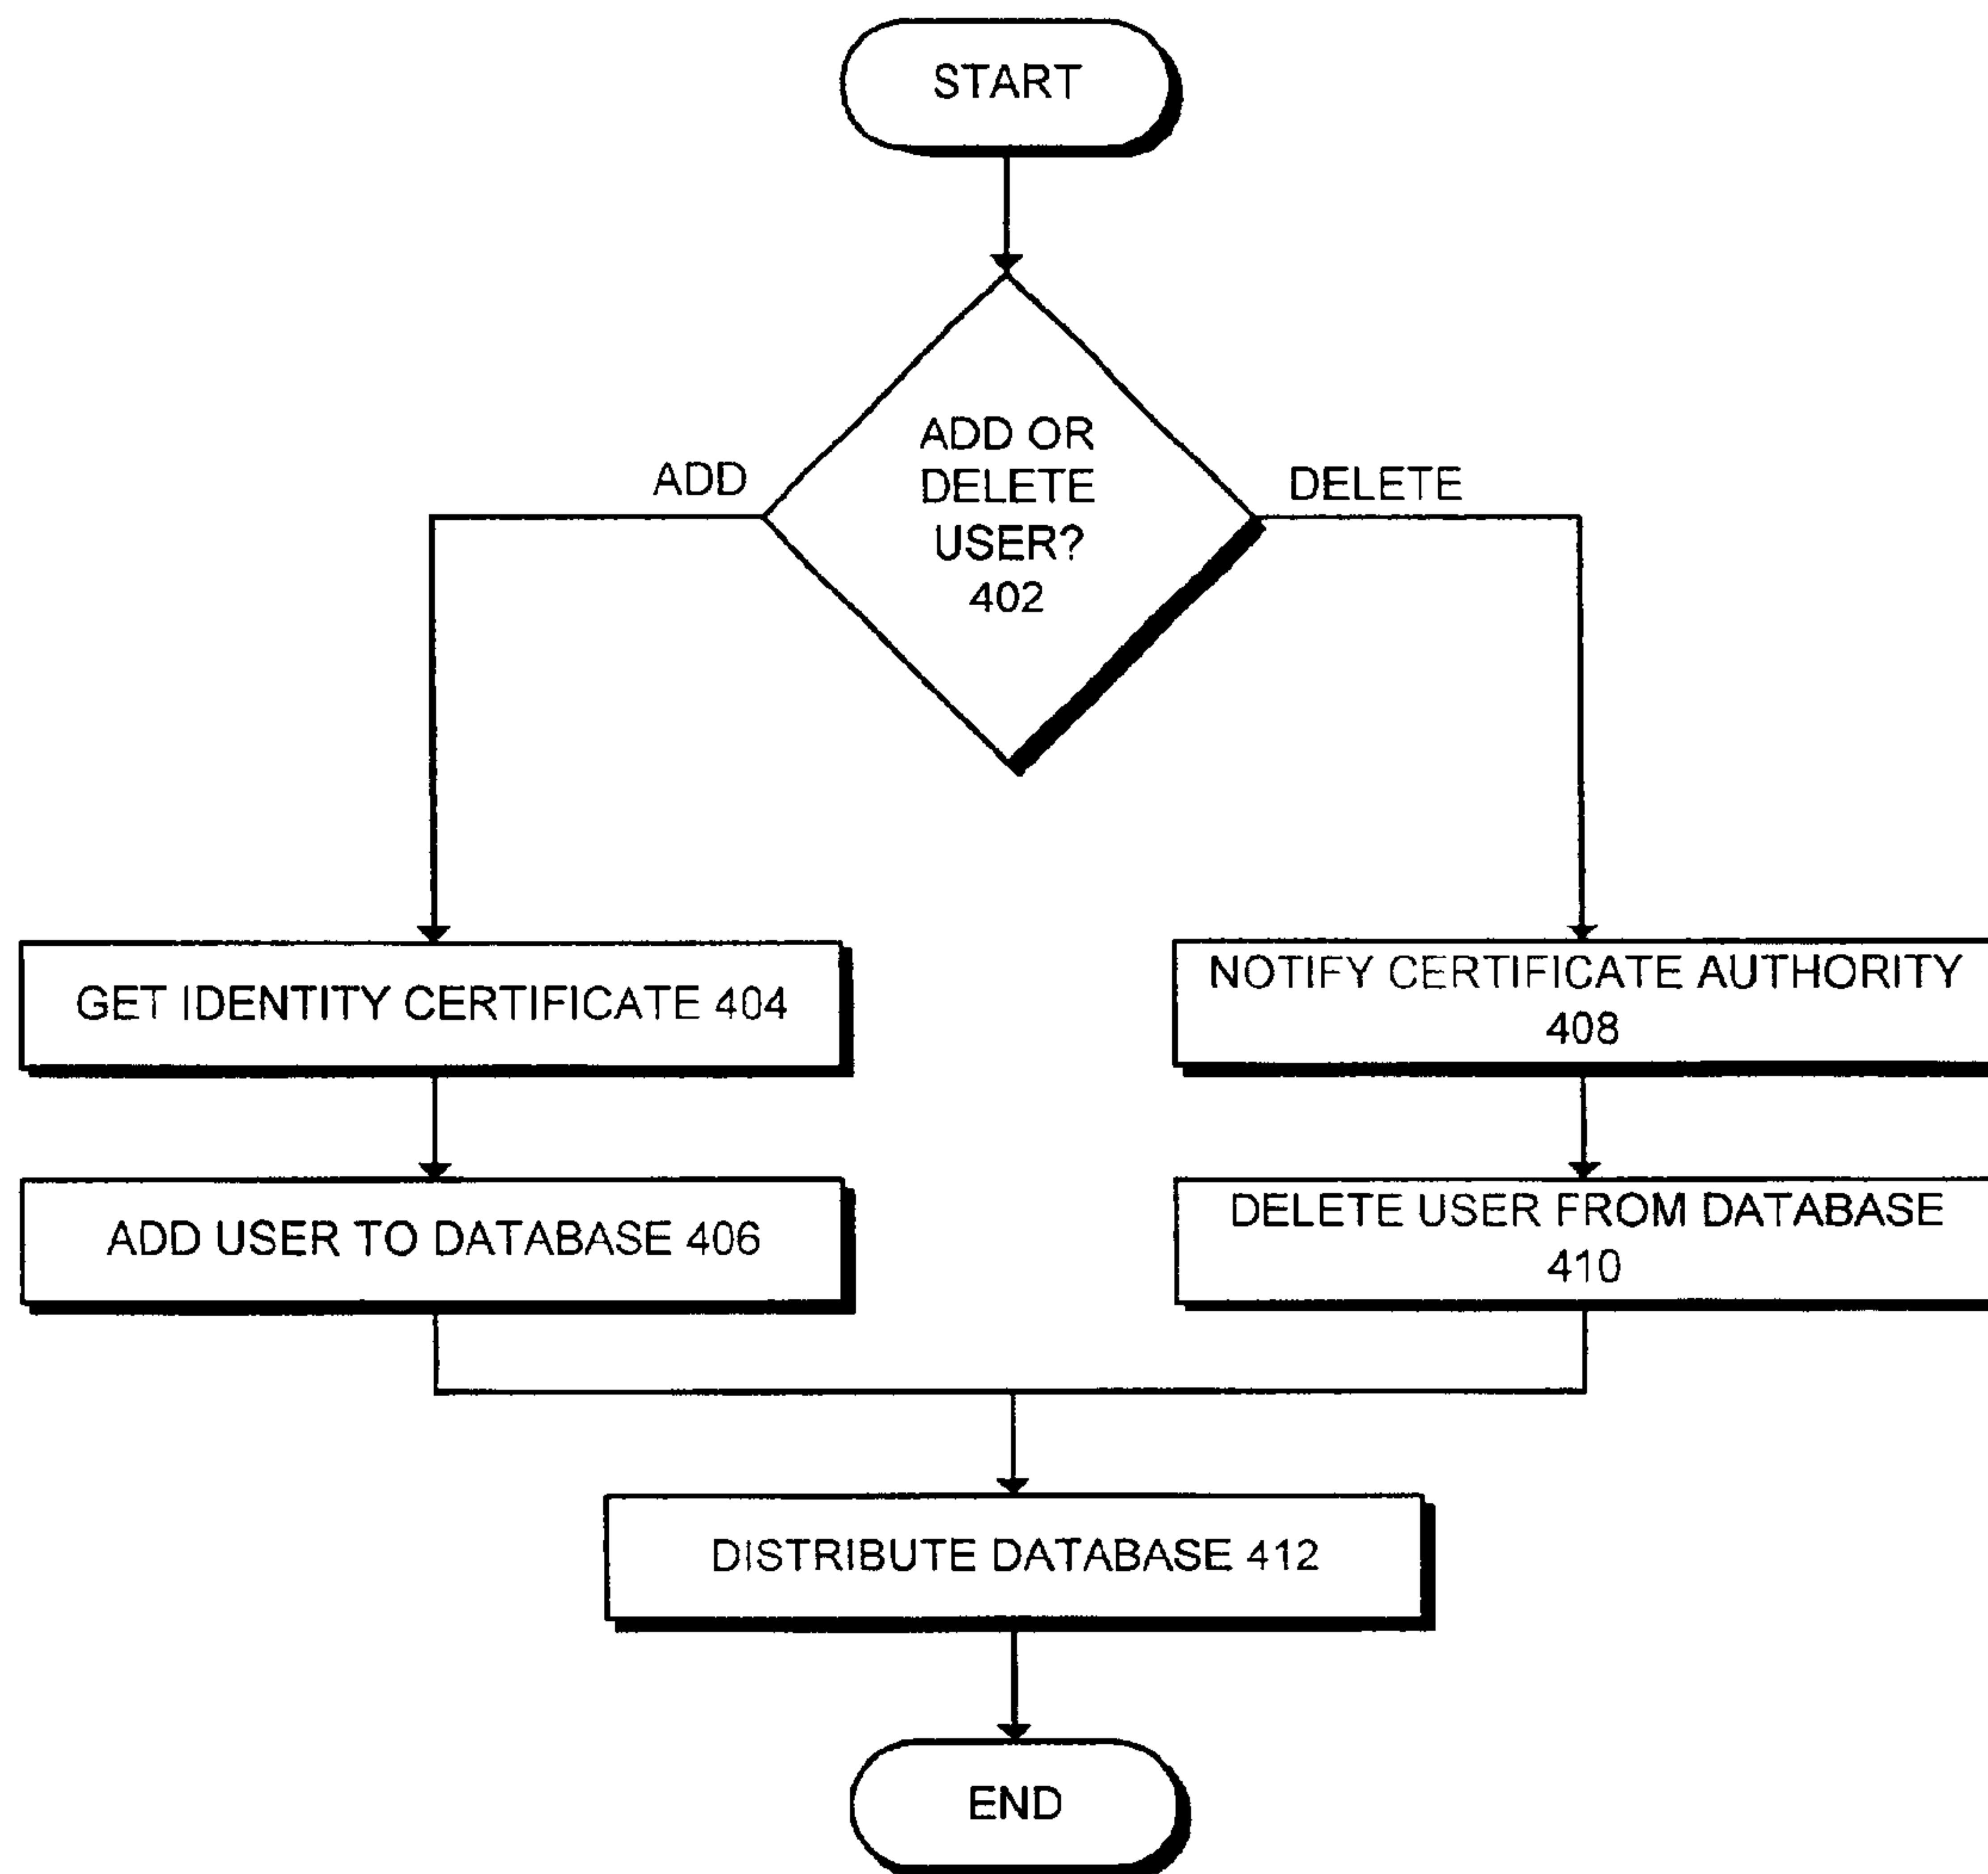 START
ADD OR
DELETE
USER?
402
ADD
DELETE
GET IDENTITY CERTIFICATE 404
NOTIFY CERTIFICATE AUTHORITY
408
ADD USER TO DATABASE 406
DELETE USER FROM DATABASE
410
DISTRIBUTE DATABASE 412
END